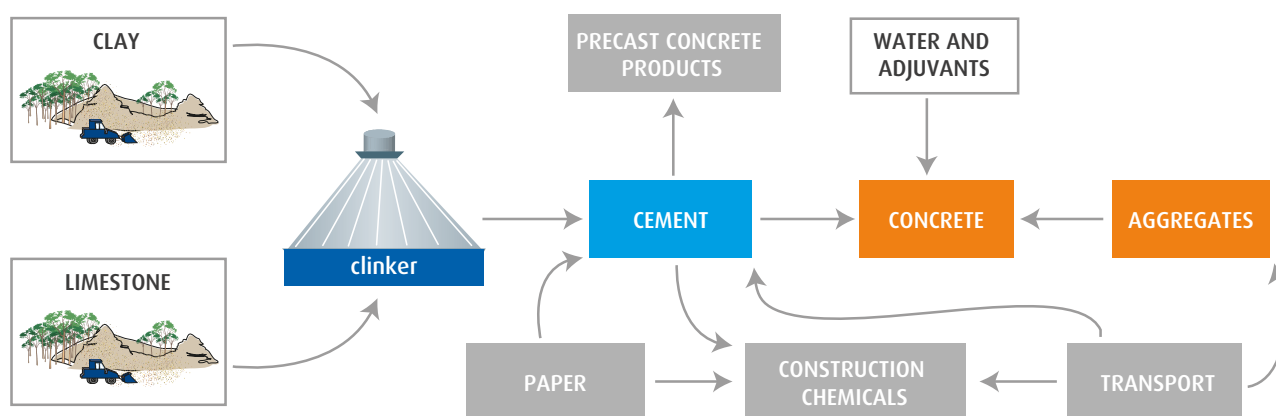 CLAY
PRECAST CONCRETE
PRODUCTS
WATER AND
ADJUVANTS
CEMENT
CONCRETE
AGGREGATES
clinker
LIMESTONE
PAPER
CONSTRUCTION
CHEMICALS
TRANSPORT